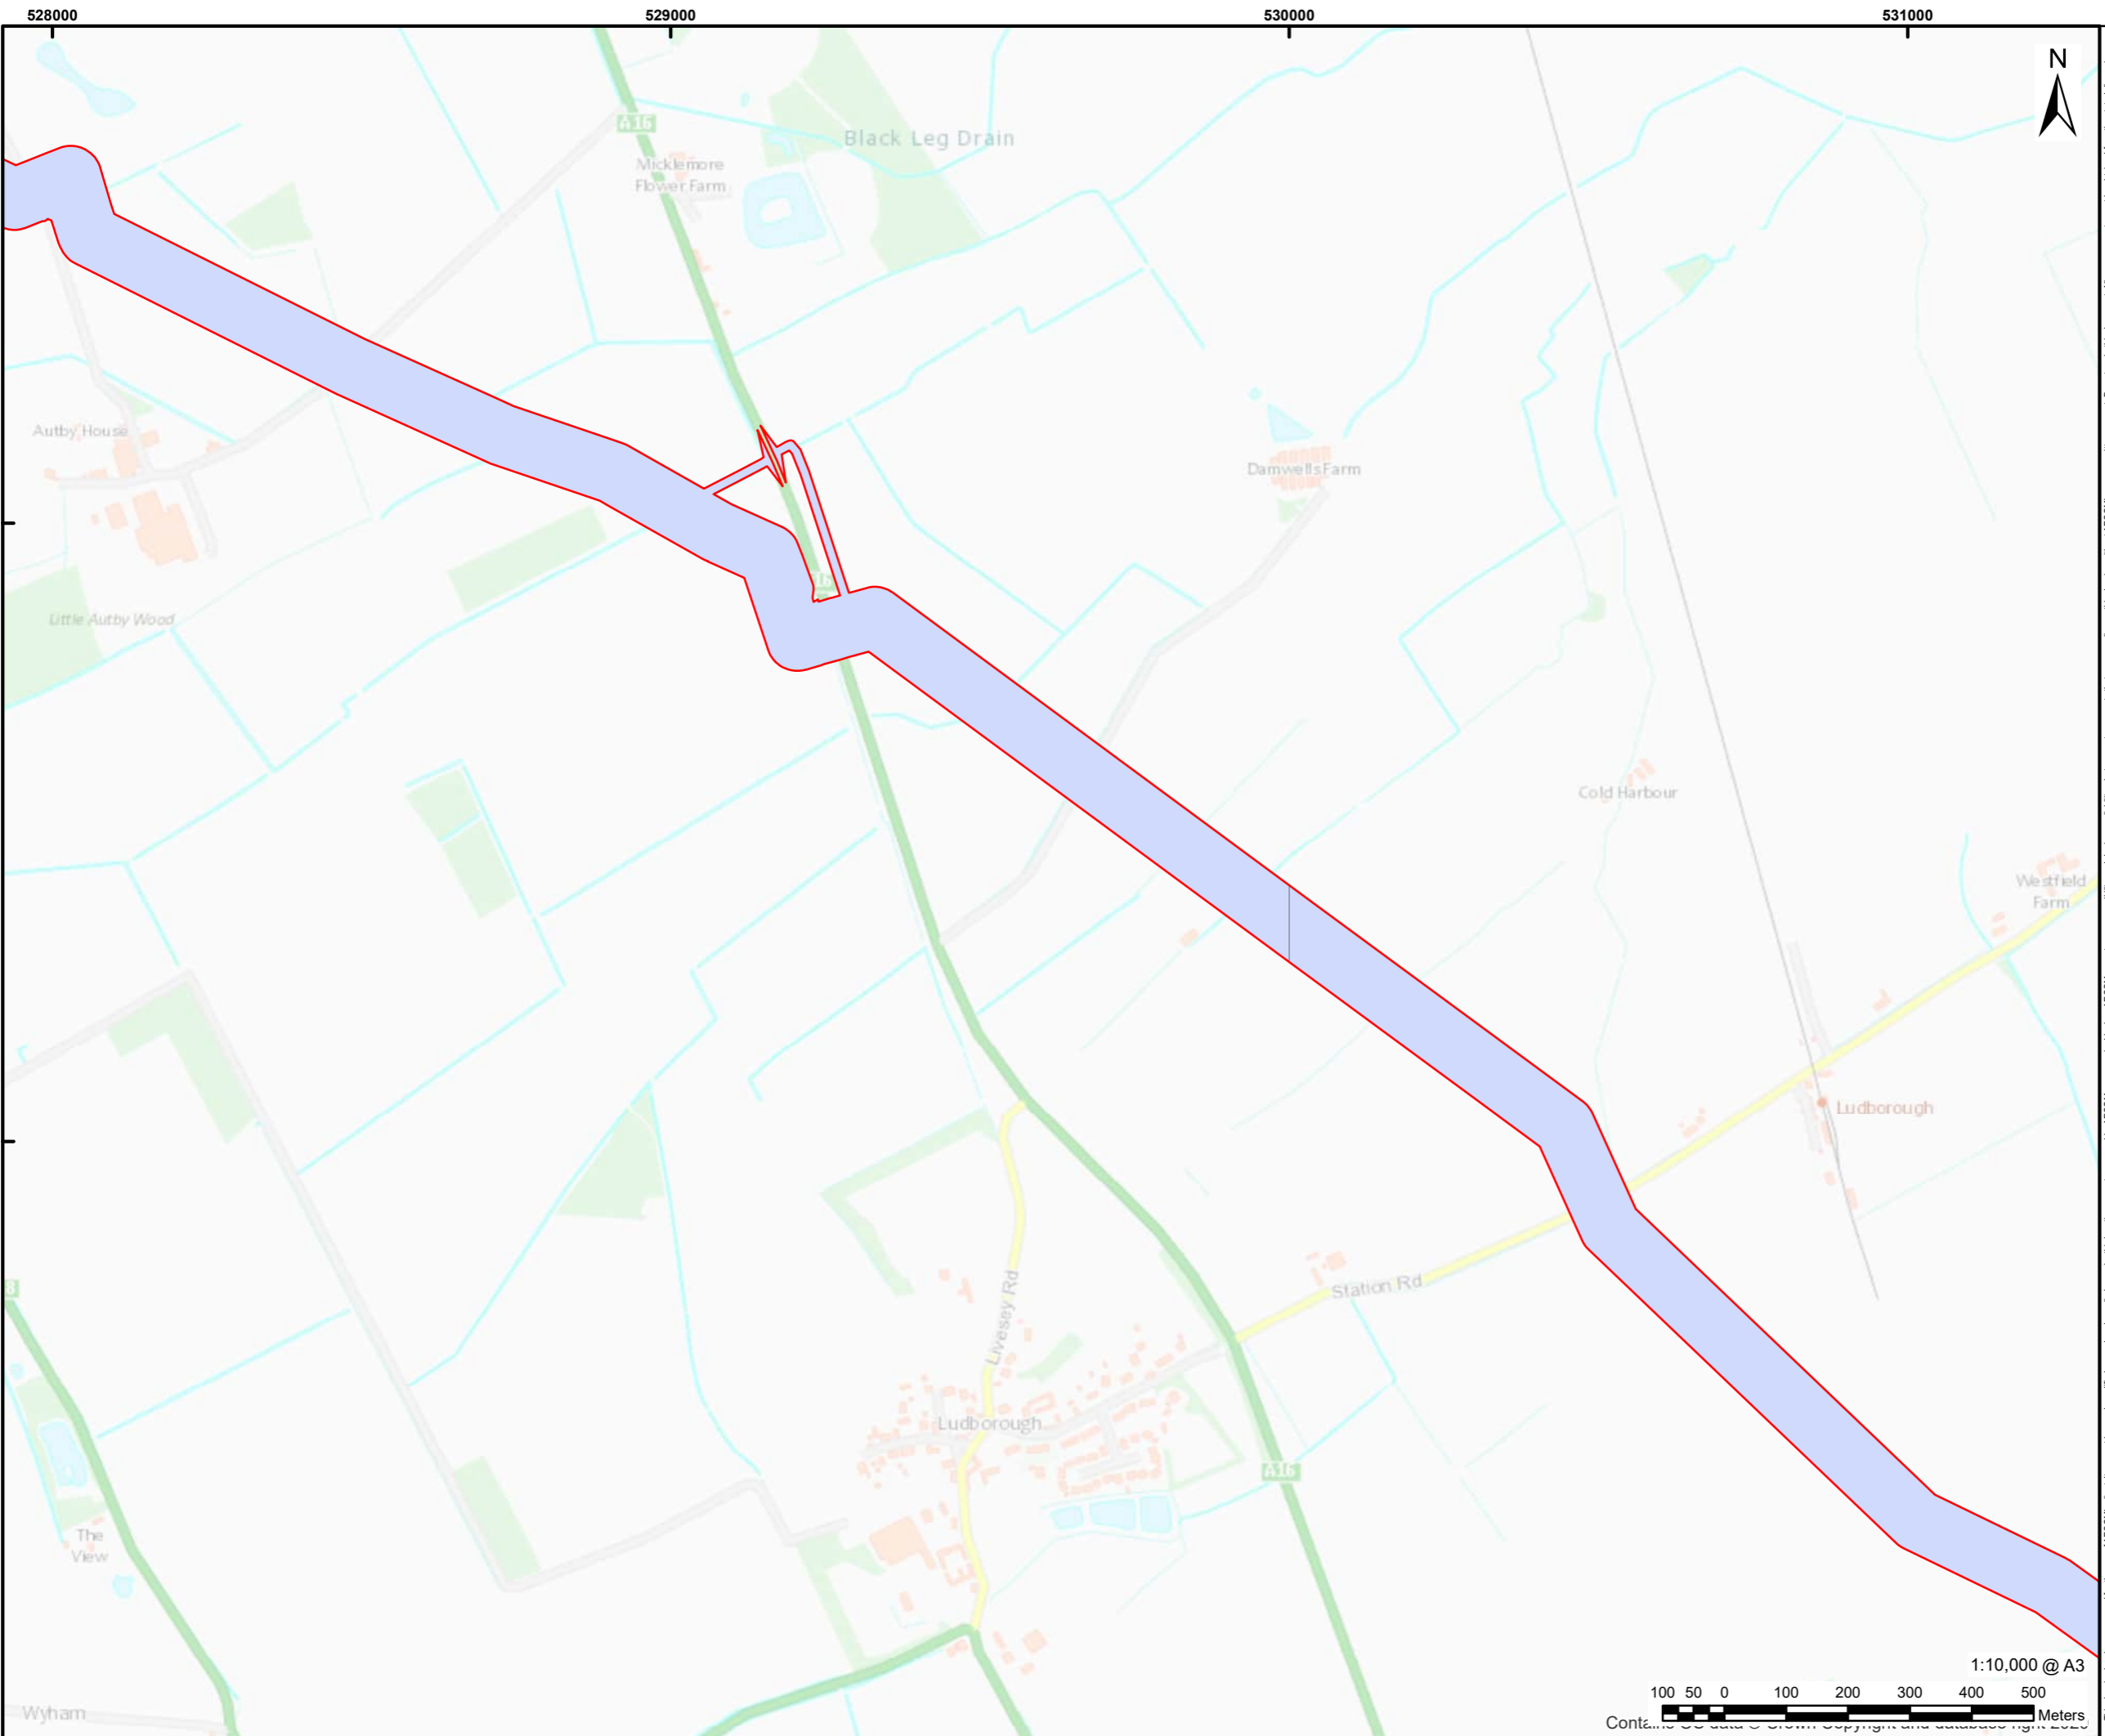 528000
529000
530000
531000
N
A16
Black Leg Drain
Micklemore
Flower Farm
Autby House
Damwells Farm
Little Autby Wood
Cold Harbour
Westfield
Farm
Ludborough
Station Rd
Livesey Rd
Ludborough
A16
The
View
Wyham
1:10,000 @ A3
100 50 0 100 200 300 400 500
Meters